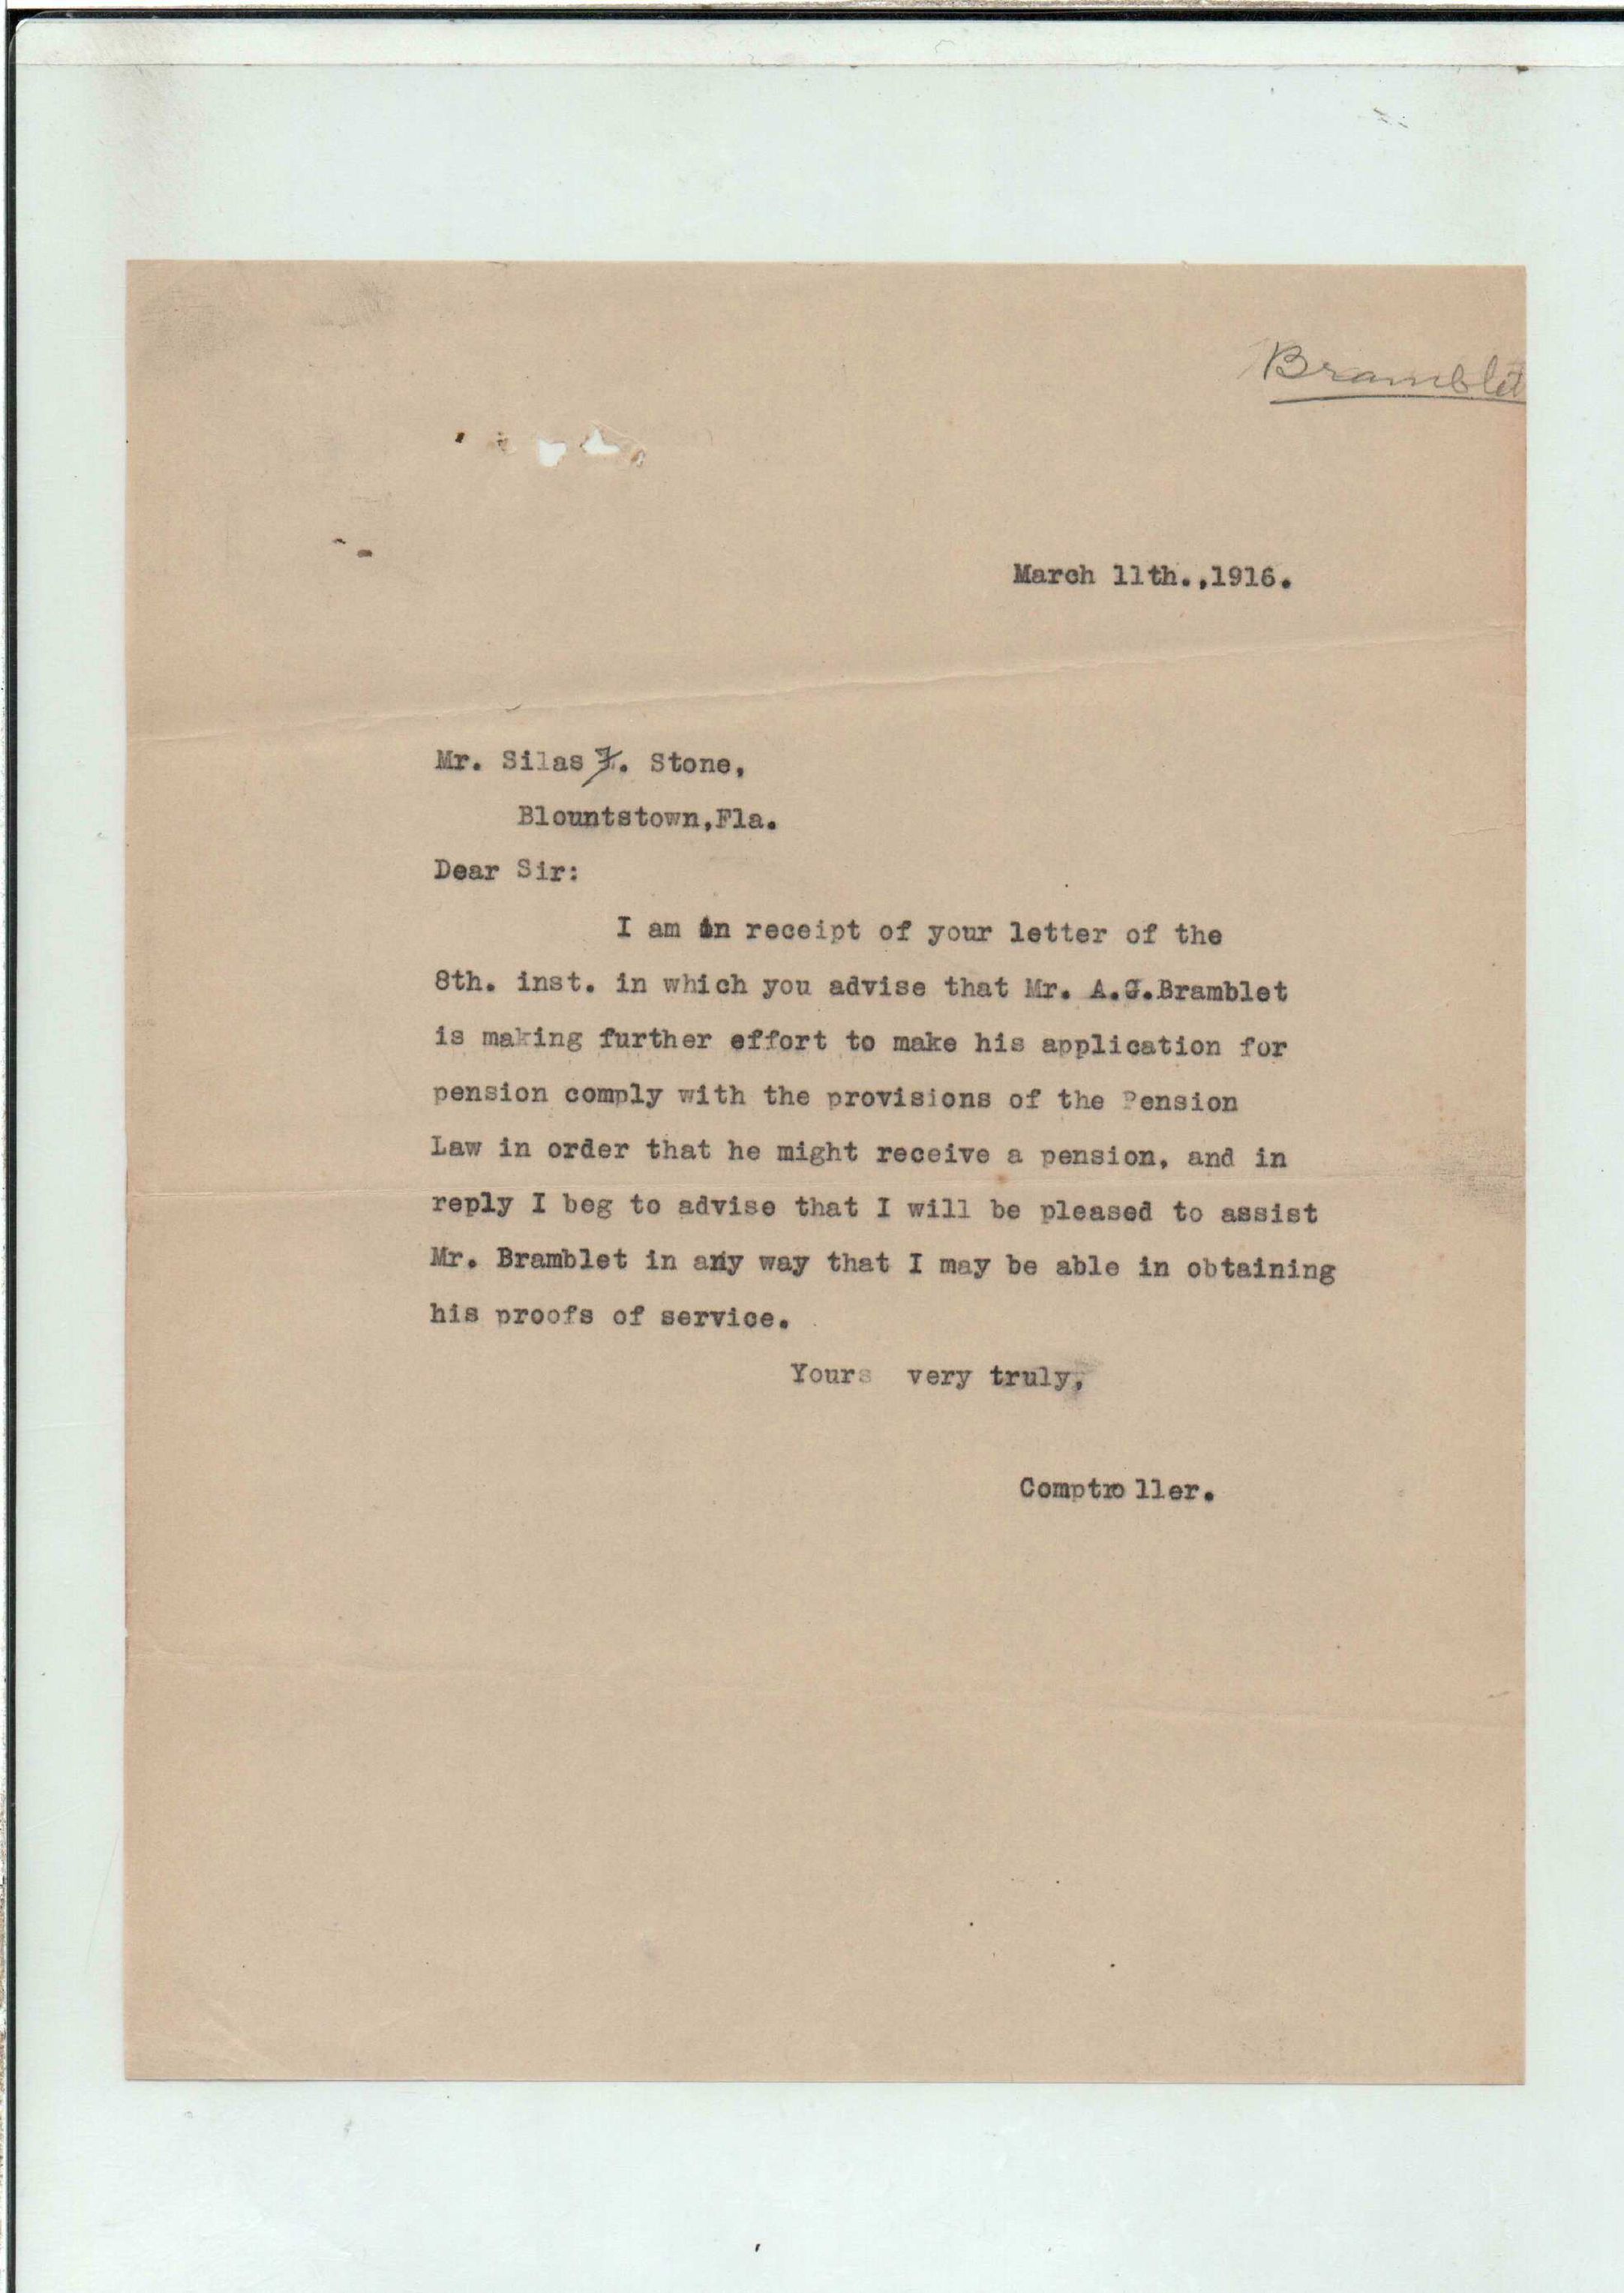 Bramblet
March 11th.,1916.
Mr. Silas F. Stone,
Blountstown,Fla.
Dear Sir:
I am in receipt of your letter of the
8th. inst. in which you advise that Mr. A.J.Bramblet
is making further effort to make his application for
pension comply with the provisions of the Pension
Law in order that he might receive a pension, and in
reply I beg to advise that I will be pleased to assist
Mr. Bramblet in any way that I may be able in obtaining
his proofs of service.
Yours very truly,
Comptroller.